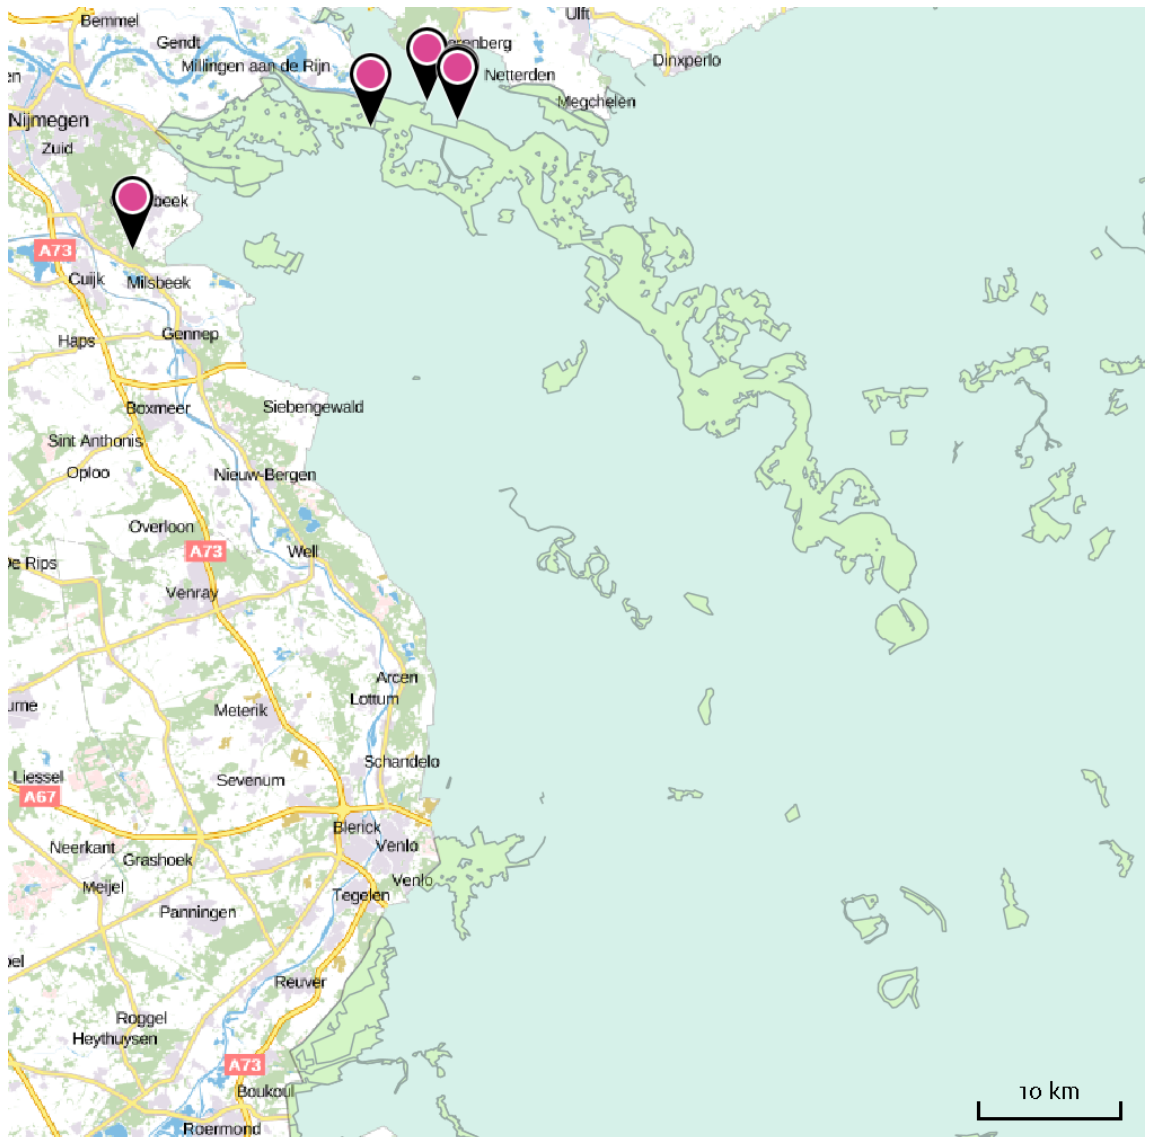 Bemmel
Ulft
Gendt
Dinxperlo
Millingen aan de Rijn
Netterden
Megchelen
Nijmegen
Zuid
A73
Cuijk
Milsbeek
Gennep
Haps
Boxmeer
Siebengewald
Sint Anthonis
Oploo
Nieuw-Bergen
Overloon
A73
Well
De Rips
Venray
Arcen
Lottum
Meterik
Schandelo
Liessel
Sevenum
A67
Blerick
Neerkant
Venlo
Grashoek
Venlo
Meijel
Tegelen
Panningen
Reuver
Roggel
Heythuysen
A73
Boukoul
10 km
Roermond